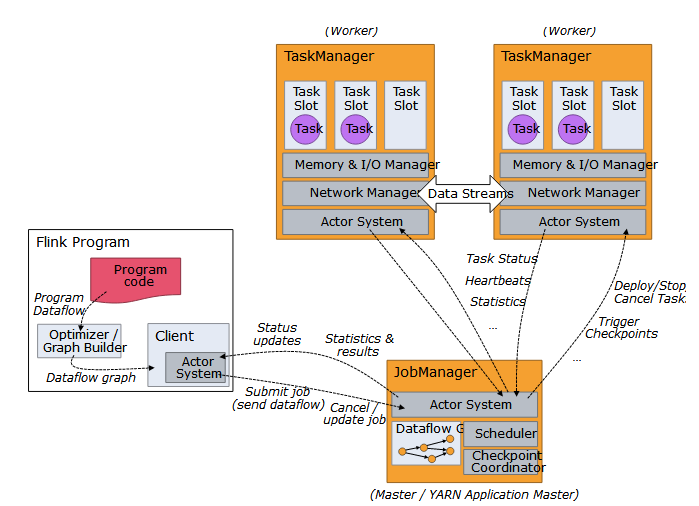 (Worker)
(Worker)
TaskManager
TaskManager
Task
Slot
Task
Task
Slot
Task
Task
Slot
Task
Slot
Task
Task
Slot
Task
Task
Slot
Memory & I/O Manager
Memory & I/O Manager
Network Manager
Data Streams
Network Manager
Actor System
Actor System
Flink Program
Program
code
Program
Dataflow
Optimizer /
Graph Builder
Dataflow graph
Client
Actor
System
Task Status
Heartbeats
Statistics
...
Deploy/Stop/
Cancel Tasks
Trigger
Checkpoints
...
Status
updates
Statistics &
results
Submit job
(send dataflow)
Cancel /
update job
JobManager
Actor System
Dataflow G
Scheduler
Checkpoint
Coordinator
(Master / YARN Application Master)